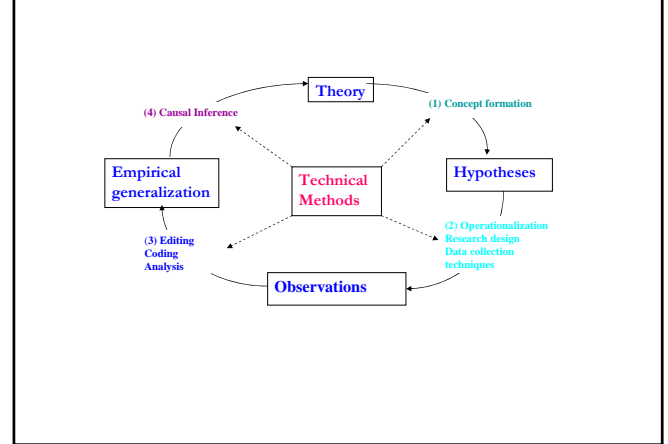 Theory
(1) Concept formation
(4) Causal Inference
Empirical
generalization
Technical
Methods
Hypotheses
(2) Operationalization
Research design
Data collection
techniques
(3) Editing
Coding
Analysis
Observations